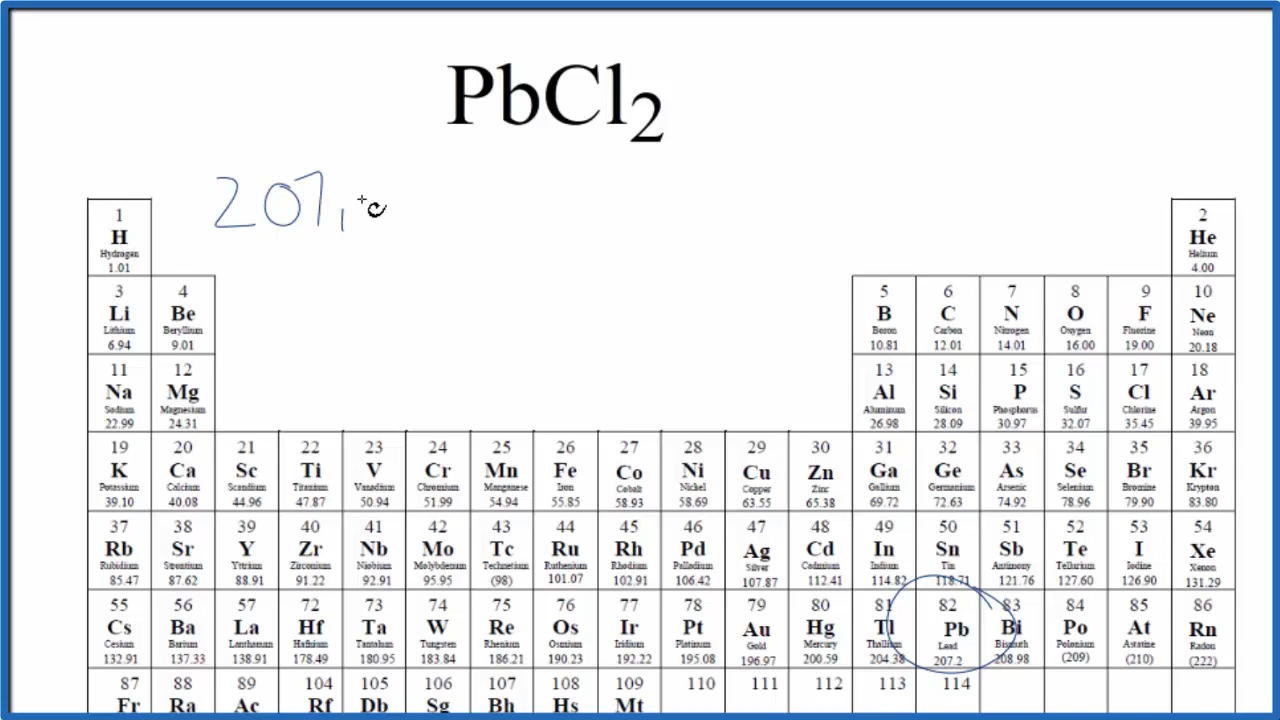 PbCl2
207.
1 2
H He
Hydrogen Helium
1.01 4.00
3 4 5 6 7 8 9 10
Li Be B C N O F Ne
Lithium Beryllium Boron Carbon Nitrogen Oxygen Fluorine Neon
6.94 9.01 10.81 12.01 14.01 16.00 19.00 20.18
11 12 13 14 15 16 17 18
Na Mg Al Si P S Cl Ar
Sodium Magnesium Aluminum Silicon Phosphorus Sulfur Chlorine Argon
22.99 24.31 26.98 28.09 30.97 32.07 35.45 39.95
19 20 21 22 23 24 25 26 27 28 29 30 31 32 33 34 35 36
K Ca Sc Ti V Cr Mn Fe Co Ni Cu Zn Ga Ge As Se Br Kr
Potassium Calcium Scandium Titanium Vanadium Chromium Manganese Iron Cobalt Nickel Copper Zinc Gallium Germanium Arsenic Selenium Bromine Krypton
39.10 40.08 44.96 47.87 50.94 51.99 54.94 55.85 58.93 58.69 63.55 65.38 69.72 72.63 74.92 78.96 79.90 83.80
37 38 39 40 41 42 43 44 45 46 47 48 49 50 51 52 53 54
Rb Sr Y Zr Nb Mo Tc Ru Rh Pd Ag Cd In Sn Sb Te I Xe
Rubidium Strontium Yttrium Zirconium Niobium Molybdenum Technetium Ruthenium Rhodium Palladium Silver Cadmium Indium Tin Antimony Tellurium Iodine Xenon
85.47 87.62 88.91 91.22 92.91 95.95 (98) 101.07 102.91 106.42 107.87 112.41 114.82 118.71 121.76 127.60 126.90 131.29
55 56 57 72 73 74 75 76 77 78 79 80 81 82 83 84 85 86
Cs Ba La Hf Ta W Re Os Ir Pt Au Hg Tl Pb Bi Po At Rn
Cesium Barium Lanthanum Hafnium Tantalum Tungsten Rhenium Osmium Iridium Platinum Gold Mercury Thallium Lead Bismuth Polonium Astatine Radon
132.91 137.33 138.91 178.49 180.95 183.84 186.21 190.23 192.22 195.08 196.97 200.59 204.38 207.2 208.98 (209) (210) (222)
87 88 89 104 105 106 107 108 109 110 111 112 113 114
Fr Ra Ac Rf Db Sg Bh Hs Mt